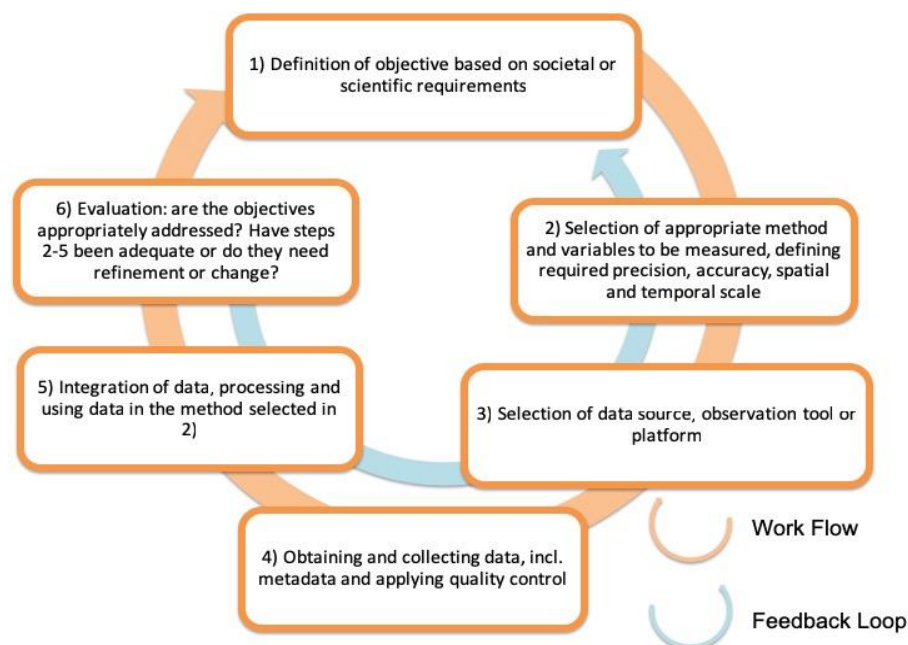 1) Definition of objective based on societal or
scientific requirements
2) Selection of appropriate method
and variables to be measured, defining
required precision, accuracy, spatial
and temporal scale
3) Selection of data source, observation tool or
platform
4) Obtaining and collecting data, incl.
metadata and applying quality control
5) Integration of data, processing and
using data in the method selected in
2)
6) Evaluation: are the objectives
appropriately addressed? Have steps
2-5 been adequate or do they need
refinement or change?
Work Flow
Feedback Loop